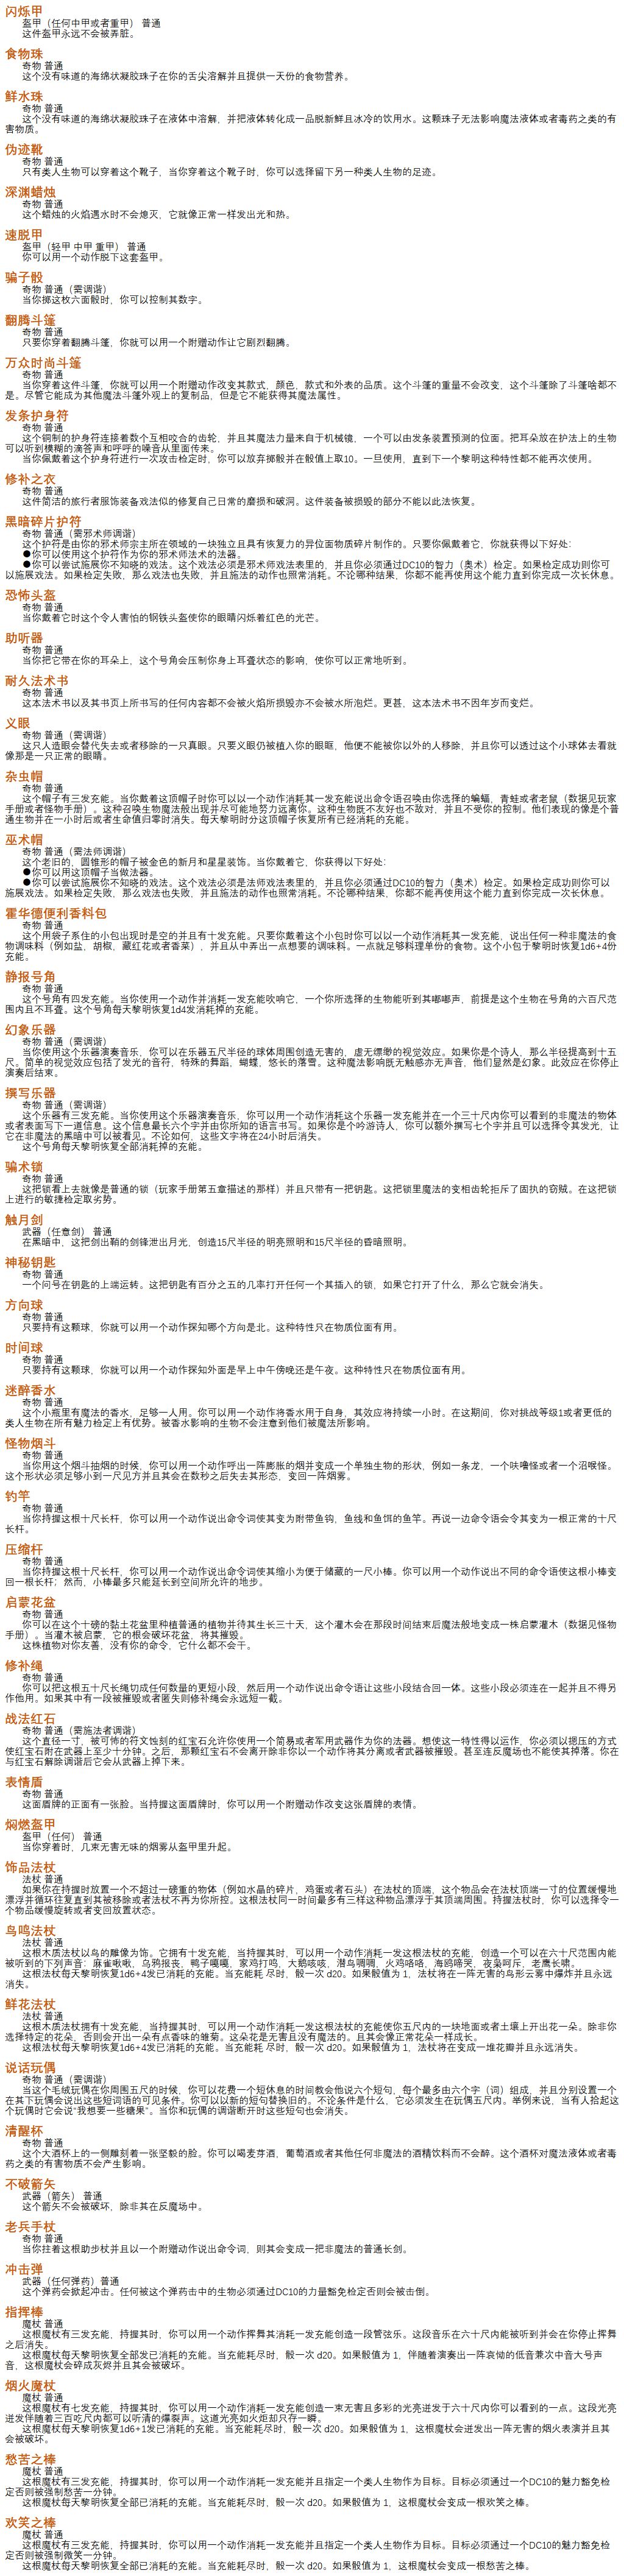 闪烁甲
盔甲（任何中甲或者重甲） 普通
这件盔甲永远不会被弄脏。
食物珠
奇物 普通
这个没有味道的海绵状凝胶珠子在你的舌尖溶解并且提供一天份的食物营养。
鲜水珠
奇物 普通
这个没有味道的海绵状凝胶珠子在液体中溶解，并把液体转化成一品脱新鲜且冰冷的饮用水。这颗珠子无法影响魔法液体或者毒药之类的有
害物质。
伪迹靴
奇物 普通
只有类人生物可以穿着这个靴子，当你穿着这个靴子时，你可以选择留下另一种类人生物的足迹。
深渊蜡烛
奇物 普通
这个蜡烛的火焰遇水时不会熄灭，它就像正常一样发出光和热。
速脱甲
盔甲（轻甲 中甲 重甲） 普通
你可以用一个动作脱下这套盔甲。
骗子骰
奇物 普通（需调谐）
当你掷这枚六面骰时，你可以控制其数字。
翻腾斗篷
奇物 普通
只要你穿着翻腾斗篷，你就可以用一个附赠动作让它剧烈翻腾。
万众时尚斗篷
奇物 普通
当你穿着这件斗篷，你就可以用一个附赠动作改变其款式，颜色，款式和外表的品质。这个斗篷的重量不会改变，这个斗篷除了斗篷啥都不
是。尽管它能成为其他魔法斗篷外观上的复制品，但是它不能获得其魔法属性。
发条护身符
奇物 普通
这个铜制的护身符连接着数个互相咬合的齿轮，并且其魔法力量来自于机械镜，一个可以由发条装置预测的位面。把耳朵放在护法上的生物
可以听到模糊的滴答声和呼呼的噪音从里面传来。
当你佩戴着这个护身符进行一次攻击检定时，你可以放弃掷骰并在骰值上取10。一旦使用，直到下一个黎明这种特性都不能再次使用。
修补之衣
奇物 普通
这件简洁的旅行者服饰装备戏法似的修复自己日常的磨损和破洞。这件装备被损毁的部分不能以此法恢复。
黑暗碎片护符
奇物 普通（需邪术师调谐）
这个护符是由你的邪术师宗主所在领域的一块独立且具有恢复力的异位面物质碎片制作的。只要你佩戴着它，你就获得以下好处：
●你可以使用这个护符作为你的邪术师法术的法器。
●你可以尝试施展你不知晓的戏法。这个戏法必须是邪术师戏法表里的，并且你必须通过DC10的智力（奥术）检定。如果检定成功则你可
以施展戏法。如果检定失败，那么戏法也失败，并且施法的动作也照常消耗。不论哪种结果，你都不能再使用这个能力直到你完成一次长休息。
恐怖头盔
奇物 普通
当你戴着它时这个令人害怕的钢铁头盔使你的眼睛闪烁着红色的光芒。
助听器
奇物 普通
当你把它带在你的耳朵上，这个号角会压制你身上耳聋状态的影响，使你可以正常地听到。
耐久法术书
奇物 普通
这本法术书以及其书页上所书写的任何内容都不会被火焰所损毁亦不会被水所泡烂。更甚，这本法术书不因年岁而变烂。
义眼
奇物 普通（需调谐）
这只人造眼会替代失去或者移除的一只真眼。只要义眼仍被植入你的眼眶，他便不能被你以外的人移除，并且你可以透过这个小球体去看就
像那是一只正常的眼睛。
杂虫帽
奇物 普通
这个帽子有三发充能。当你戴着这顶帽子时你可以以一个动作消耗其一发充能说出命令语召唤由你选择的蝙蝠，青蛙或者老鼠（数据见玩家
手册或者怪物手册）。这种召唤生物魔法般出现并尽可能地努力远离你。这种生物既不友好也不敌对，并且不受你的控制。他们表现的像是个普
通生物并在一小时后或者生命值归零时消失。每天黎明时分这顶帽子恢复所有已经消耗的充能。
巫术帽
奇物 普通（需法师调谐）
这个老旧的，圆锥形的帽子被金色的新月和星星装饰。当你戴着它，你获得以下好处：
●你可以用这顶帽子当做法器。
●你可以尝试施展你不知晓的戏法。这个戏法必须是法师戏法表里的，并且你必须通过DC10的智力（奥术）检定。如果检定成功则你可以
施展戏法。如果检定失败，那么戏法也失败，并且施法的动作也照常消耗。不论哪种结果，你都不能再使用这个能力直到你完成一次长休息。
霍华德便利香料包
奇物 普通
这个用袋子系住的小包出现时是空的并且有十发充能。只要你戴着这个小包时你可以以一个动作消耗其一发充能，说出任何一种非魔法的食
物调味料（例如盐，胡椒，藏红花或者香菜），并且从中弄出一点想要的调味料。一点就足够料理单份的食物。这个小包于黎明时恢复1d6+4份
充能。
静报号角
奇物 普通
这个号角有四发充能。当你使用一个动作并消耗一发充能吹响它，一个你所选择的生物能听到其嘟嘟声，前提是这个生物在号角的六百尺范
围内且不耳聋。这个号角每天黎明恢复1d4发消耗掉的充能。
幻象乐器
奇物 普通（需调谐）
当你使用这个乐器演奏音乐，你可以在乐器五尺半径的球体周围创造无害的，虚无缥缈的视觉效应。如果你是个诗人，那么半径提高到十五
尺。简单的视觉效应包括了发光的音符，特殊的舞蹈，蝴蝶，悠长的落雪。这种魔法影响既无触感亦无声音，他们显然是幻象。此效应在你停止
演奏后结束。
撰写乐器
奇物 普通（需调谐）
这个乐器有三发充能。当你使用这个乐器演奏音乐，你可以用一个动作消耗这个乐器一发充能并在一个三十尺内你可以看到的非魔法的物体
或者表面写下一道信息。这个信息最长六个字并由你所知的语言书写。如果你是个吟游诗人，你可以额外撰写七个字并且可以选择令其发光，让
它在非魔法的黑暗中可以被看见。不论如何，这些文字将在24小时后消失。
这个号角每天黎明恢复全部消耗掉的充能。
骗术锁
奇物 普通
这把锁看上去就像是普通的锁（玩家手册第五章描述的那样）并且只带有一把钥匙。这把锁里魔法的变相齿轮拒斥了固执的窃贼。在这把锁
上进行的敏捷检定取劣势。
触月剑
武器（任意剑） 普通
在黑暗中，这把剑出鞘的剑锋泄出月光，创造15尺半径的明亮照明和15尺半径的昏暗照明。
神秘钥匙
奇物 普通
一个问号在钥匙的上端运转。这把钥匙有百分之五的几率打开任何一个其插入的锁，如果它打开了什么，那么它就会消失。
方向球
奇物 普通
只要持有这颗球，你就可以用一个动作探知哪个方向是北。这种特性只在物质位面有用。
时间球
奇物 普通
只要持有这颗球，你就可以用一个动作探知外面是早上中午傍晚还是午夜。这种特性只在物质位面有用。
迷醉香水
奇物 普通
这个小瓶里有魔法的香水，足够一人用。你可以用一个动作将香水用于自身，其效应将持续一小时。在这期间，你对挑战等级1或者更低的
类人生物在所有魅力检定上有优势。被香水影响的生物不会注意到他们被魔法所影响。
怪物烟斗
奇物 普通
当你用这个烟斗抽烟的时候，你可以用一个动作呼出一阵膨胀的烟并变成一个单独生物的形状，例如一条龙，一个呋噜怪或者一个沼喉怪。
这个形状必须足够小到一尺见方并且其会在数秒之后失去其形态，变回一阵烟雾。
钓竿
奇物 普通
当你持握这根十尺长杆，你可以用一个动作说出命令词使其变为附带鱼钩，鱼线和鱼饵的鱼竿。再说一边命令语会令其变为一根正常的十尺
长杆。
压缩杆
奇物 普通
当你持握这根十尺长杆，你可以用一个动作说出命令词使其缩小为便于储藏的一尺小棒。你可以用一个动作说出不同的命令语使这根小棒变
回一根长杆；然而，小棒最多只能延长到空间所允许的地步。
启蒙花盆
奇物 普通
你可以在这个十磅的黏土花盆里种植普通的植物并待其生长三十天，这个灌木会在那段时间结束后魔法般地变成一株启蒙灌木（数据见怪物
手册）。当灌木被启蒙，它的根会破坏花盆，将其摧毁。
这株植物对你友善，没有你的命令，它什么都不会干。
修补绳
奇物 普通
你可以把这根五十尺长绳切成任何数量的更短小段，然后用一个动作说出命令语让这些小段结合回一体。这些小段必须连在一起并且不得另
作他用。如果其中有一段被摧毁或者匿失则修补绳会永远短一截。
战法红石
奇物 普通（需施法者调谐）
这个直径一寸，被可怖的符文蚀刻的红宝石允许你使用一个简易或者军用武器作为你的法器。想使这一特性得以运作，你必须以摁压的方式
使红宝石附在武器上至少十分钟。之后，那颗红宝石不会离开除非你以一个动作将其分离或者武器被摧毁。甚至连反魔场也不能使其掉落。你在
与红宝石解除调谐后它会从武器上掉下来。
表情盾
奇物 普通
这面盾牌的正面有一张脸。当持握这面盾牌时，你可以用一个附赠动作改变这张盾牌的表情。
焖燃盔甲
盔甲（任何） 普通
当你穿着时，几束无害无味的烟雾从盔甲里升起。
饰品法杖
法杖 普通
如果你在持握时放置一个不超过一磅重的物体（例如水晶的碎片，鸡蛋或者石头）在法杖的顶端，这个物品会在法杖顶端一寸的位置缓慢地
漂浮并循环往复直到其被移除或者法杖不再为你所控。这根法杖同一时间最多有三样这种物品漂浮于其顶端周围。持握法杖时，你可以选择令一
个物品缓慢旋转或者变回放置状态。
鸟鸣法杖
法杖 普通
这根木质法杖以鸟的雕像为饰。它拥有十发充能，当持握其时，可以用一个动作消耗一发这根法杖的充能，创造一个可以在六十尺范围内能
被听到的下列声音：麻雀啾啾，乌鸦报丧，鸭子嘎嘎，家鸡打鸣，大鹅咳咳，潜鸟啁啁，火鸡咯咯，海鸥啼哭，夜枭呵斥，老鹰长啸。
这根法杖每天黎明恢复1d6+4发已消耗的充能。当充能耗 尽时，骰一次 d20。如果骰值为 1，法杖将在一阵无害的鸟形云雾中爆炸并且永远
消失。
鲜花法杖
法杖 普通
这根木质法杖拥有十发充能，当持握其时，可以用一个动作消耗一发这根法杖的充能使你五尺内的一块地面或者土壤上开出花一朵。除非你
选择特定的花朵，否则会开出一朵有点香味的雏菊。这朵花是无害且没有魔法的。且其会像正常花朵一样成长。
这根法杖每天黎明恢复1d6+4发已消耗的充能。当充能耗 尽时，骰一次 d20。如果骰值为 1，法杖将在变成一堆花瓣并且永远消失。
说话玩偶
奇物 普通（需调谐）
当这个毛绒玩偶在你周围五尺的时候，你可以花费一个短休息的时间教会他说六个短句，每个最多由六个字（词）组成，并且分别设置一个
在其下玩偶会说出这些短词语的可见条件。你可以以新的短句替换旧的。不论条件是什么，它必须发生在玩偶五尺内。举例来说，当有人拾起这
个玩偶时它会说“我想要一些糖果”。当你和玩偶的调谐断开时这些短句也会消失。
清醒杯
奇物 普通
这个大酒杯上的一侧雕刻着一张坚毅的脸。你可以喝麦芽酒，葡萄酒或者其他任何非魔法的酒精饮料而不会醉。这个酒杯对魔法液体或者毒
药之类的有害物质不会产生影响。
不破箭矢
武器（箭矢） 普通
这个箭矢不会被破坏，除非其在反魔场中。
老兵手杖
奇物 普通
当你拄着这根助步杖并且以一个附赠动作说出命令词，则其会变成一把非魔法的普通长剑。
冲击弹
武器（任何弹药）普通
这个弹药会掀起冲击。任何被这个弹药击中的生物必须通过DC10的力量豁免检定否则会被击倒。
指挥棒
魔杖 普通
这根魔杖有三发充能，持握其时，你可以用一个动作挥舞其消耗一发充能创造一段管弦乐。这段音乐在六十尺内能被听到并会在你停止挥舞
之后消失。
这根魔杖每天黎明恢复全部发已消耗的充能。当充能耗尽时，骰一次 d20。如果骰值为 1，伴随着演奏出一阵哀恸的低音兼次中音大号声
音，这根魔杖会碎成灰烬并且其会被破坏。
烟火魔杖
魔杖 普通
这根魔杖有七发充能，持握其时，你可以用一个动作消耗一发充能创造一束无害且多彩的光亮迸发于六十尺内你可以看到的一点。这段光亮
迸发伴随着三百吃尺内都可以听清的爆裂声。这道光亮如火炬却只存一瞬。
这根魔杖每天黎明恢复1d6+1发已消耗的充能。当充能耗尽时，骰一次 d20。如果骰值为 1，这根魔杖会迸发出一阵无害的烟火表演并且其
会被破坏。
愁苦之棒
魔杖 普通
这根魔杖有三发充能，持握其时，你可以用一个动作消耗一发充能并且指定一个类人生物作为目标。目标必须通过一个DC10的魅力豁免检
定否则被强制愁苦一分钟。
这根魔杖每天黎明恢复全部已消耗的充能。当充能耗尽时，骰一次 d20。如果骰值为 1，这根魔杖会变成一根欢笑之棒。
欢笑之棒
魔杖 普通
这根魔杖有三发充能，持握其时，你可以用一个动作消耗一发充能并且指定一个类人生物作为目标。目标必须通过一个DC10的魅力豁免检
定否则被强制微笑一分钟。
这根魔杖每天黎明恢复全部已消耗的充能。当充能耗尽时，骰一次 d20。如果骰值为 1，这根魔杖会变成一根愁苦之棒。